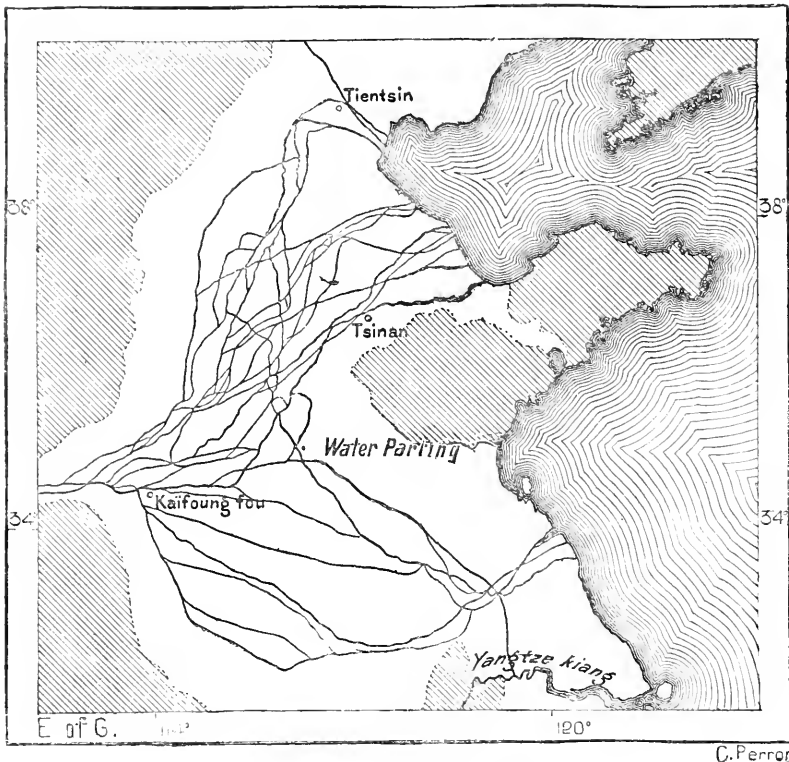 Tientsin
38°
38°
Tsinan
Water Parting
Kaïfoung fou
34°
34°
Yangtze kiang
E of G.
120°
C. Perron